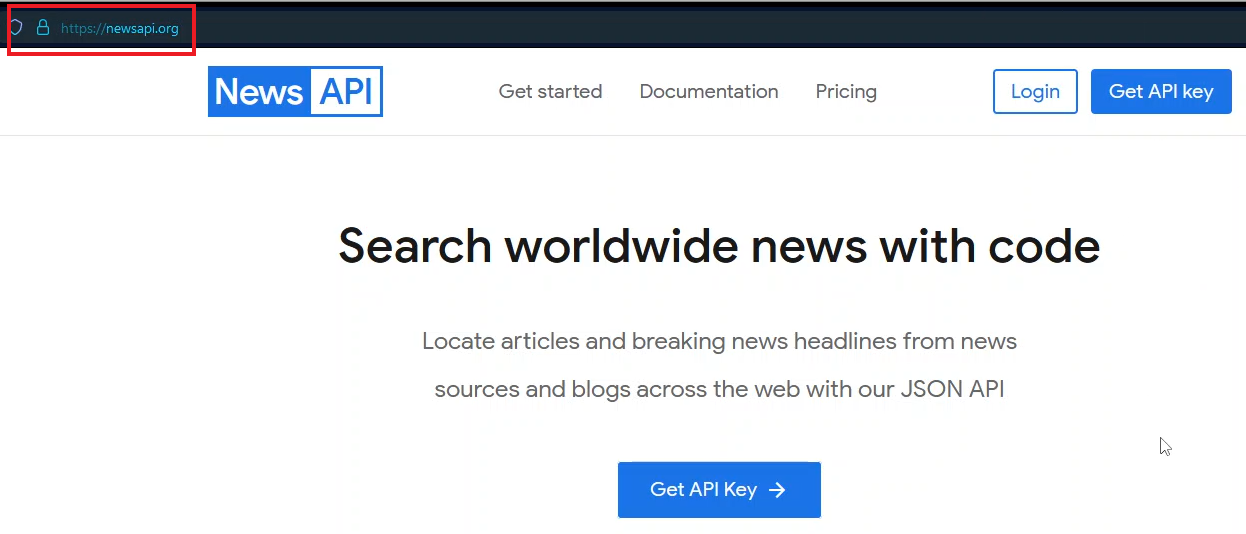 https://newsapi.org
News API
Get started
Documentation
Pricing
Login
Get API key
Search worldwide news with code
Locate articles and breaking news headlines from news
sources and blogs across the web with our JSON API
Get API Key →